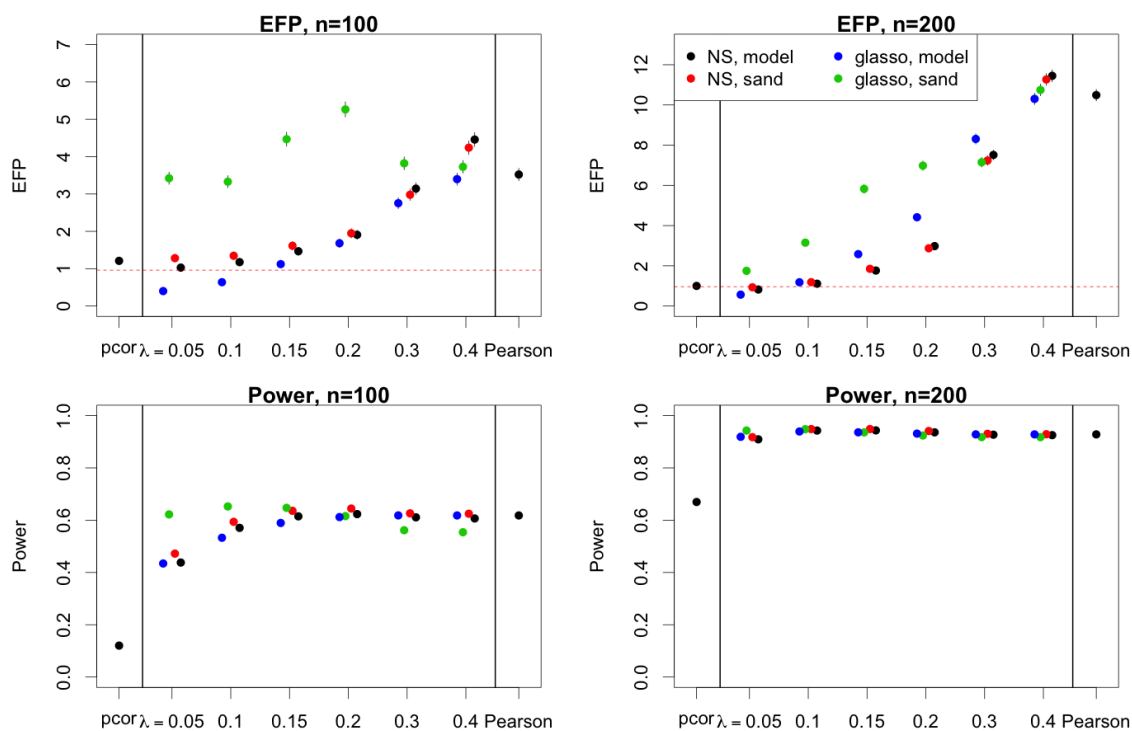 EFP, n=100
EFP
7
6
5
4
3
2
1
0
pcor λ = 0.05 0.1 0.15 0.2 0.3 0.4 Pearson
EFP, n=200
NS, model glasso, model
NS, sand glasso, sand
EFP
12
10
8
6
4
2
0
pcor λ = 0.05 0.1 0.15 0.2 0.3 0.4 Pearson
Power, n=100
Power
1.0
0.8
0.6
0.4
0.2
0.0
pcor λ = 0.05 0.1 0.15 0.2 0.3 0.4 Pearson
Power, n=200
Power
1.0
0.8
0.6
0.4
0.2
0.0
pcor λ = 0.05 0.1 0.15 0.2 0.3 0.4 Pearson